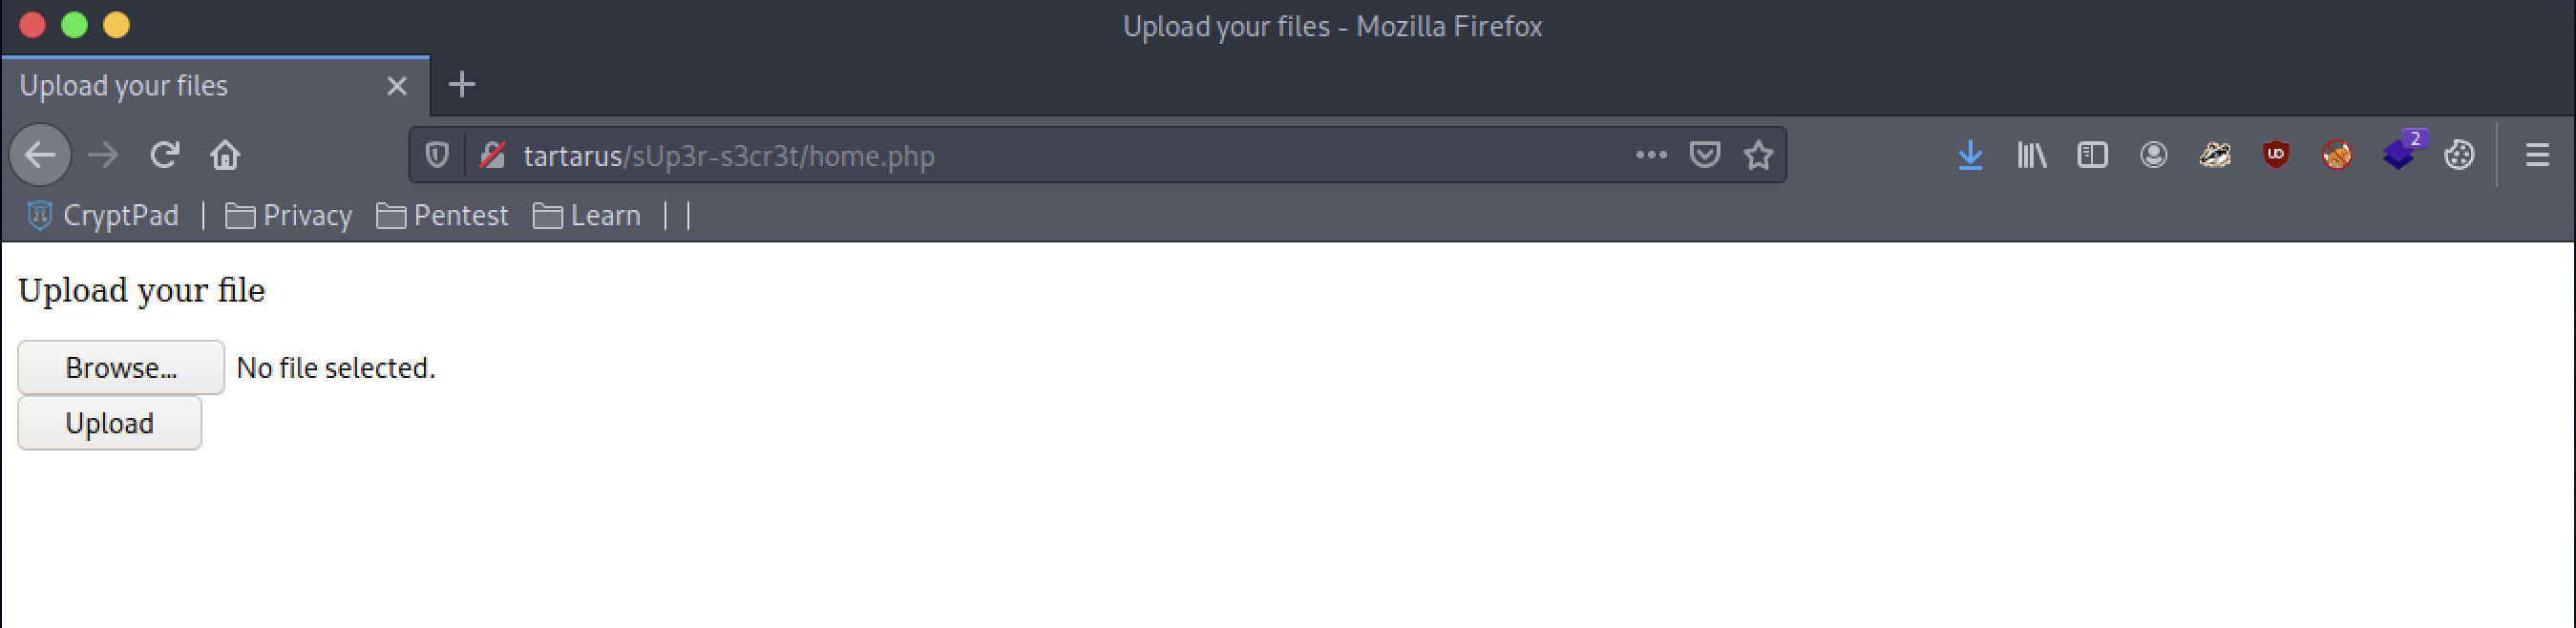 Upload your files - Mozilla Firefox
Upload your files
tartarus/sUp3r-s3cr3t/home.php
2
CryptPad | Privacy Pentest Learn | |
Upload your file
Browse... No file selected.
Upload